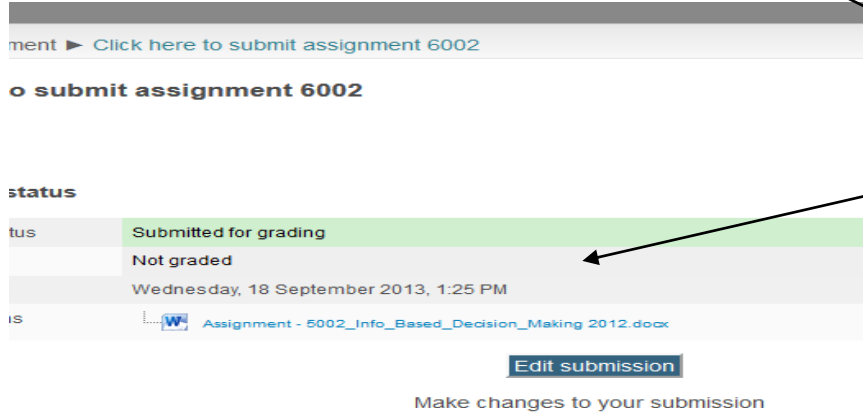 ment ► Click here to submit assignment 6002
o submit assignment 6002
status
tus Submitted for grading
Not graded
Wednesday, 18 September 2013, 1:25 PM
ns Assignment - 5002_Info_Based_Decision_Making 2012.docx
Edit submission
Make changes to your submission